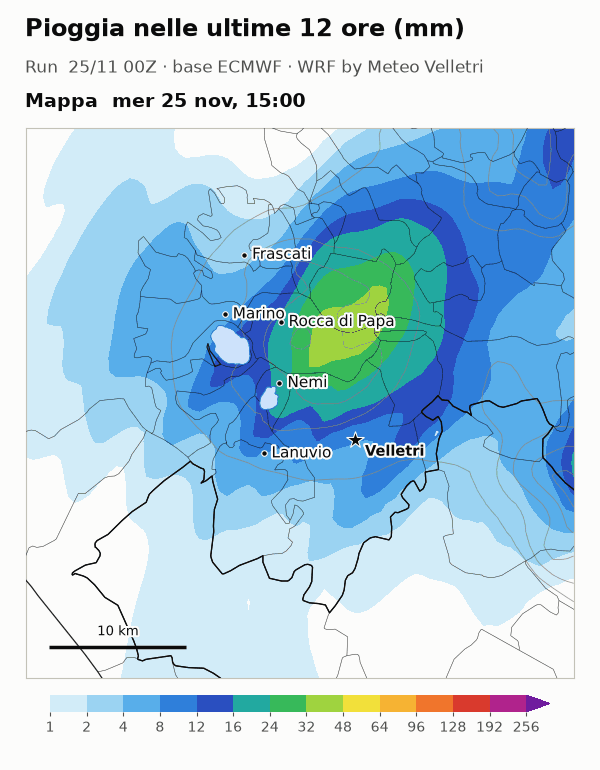 Pioggia nelle ultime 12 ore (mm)
Run 25/11 00Z · base ECMWF · WRF by Meteo Velletri
Mappa mer 25 nov, 15:00
Frascati
Marino
Rocca di Papa
Nemi
Velletri
Lanuvio
10 km
1 2 4 8 12 16 24 32 48 64 96 128 192 256